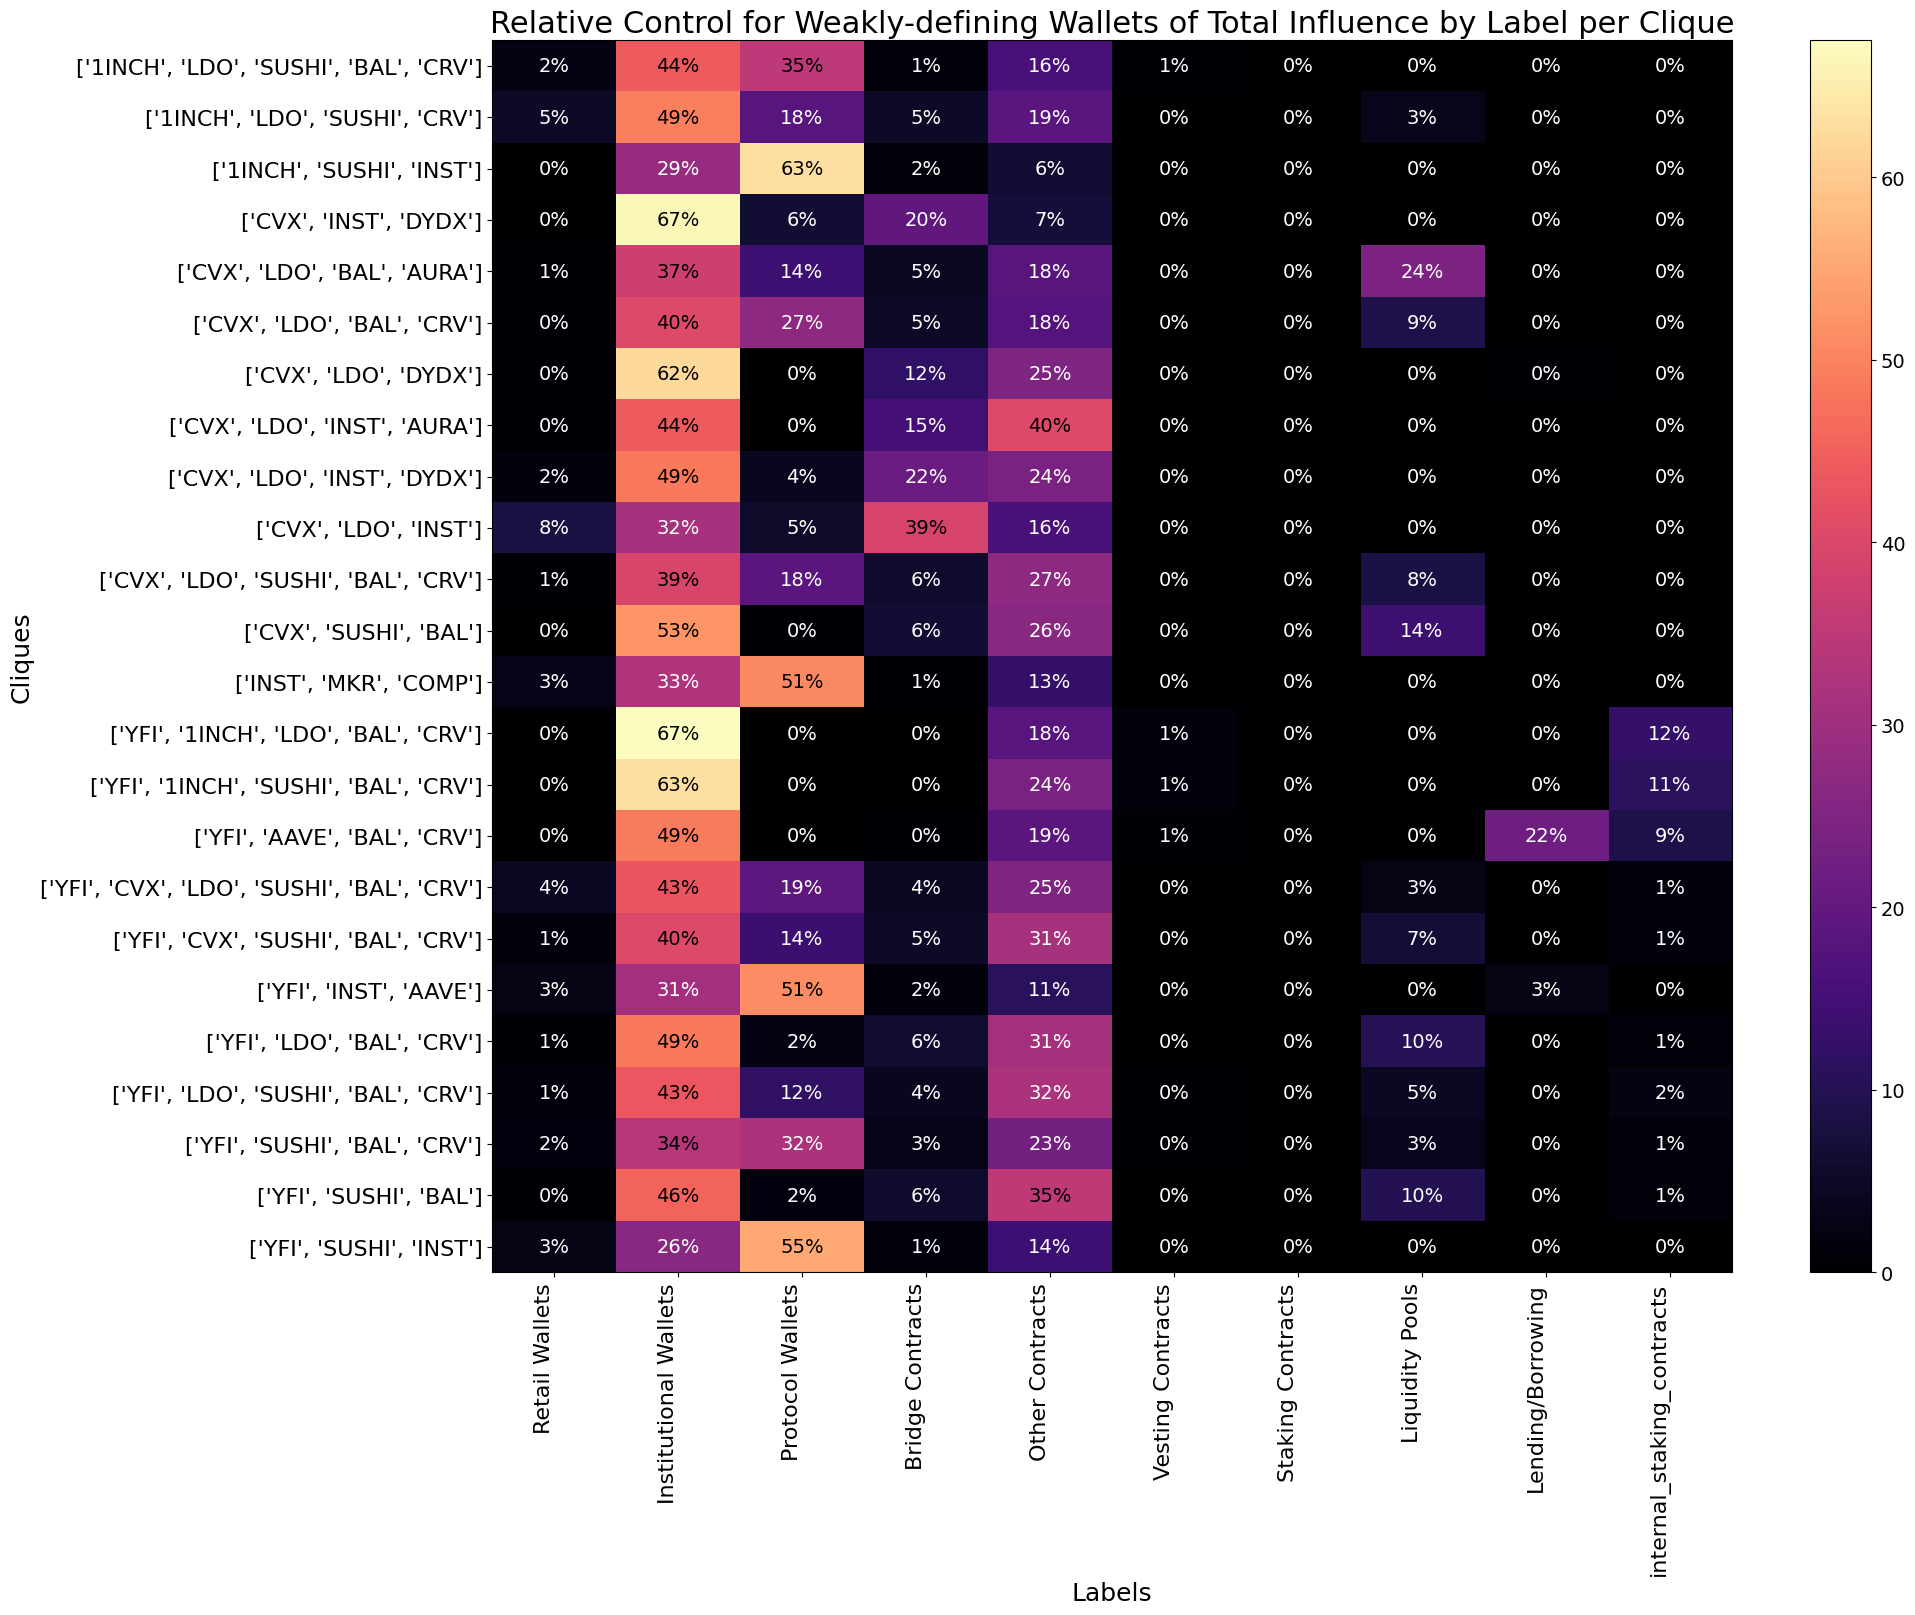 Relative Control for Weakly-defining Wallets of Total Influence by Label per Clique
['1INCH', 'LDO', 'SUSHI', 'BAL', 'CRV'] 2% 44% 35% 1% 16% 1% 0% 0% 0% 0%
['1INCH', 'LDO', 'SUSHI', 'CRV'] 5% 49% 18% 5% 19% 0% 0% 3% 0% 0%
['1INCH', 'SUSHI', 'INST'] 0% 29% 63% 2% 6% 0% 0% 0% 0% 0%
['CVX', 'INST', 'DYDX'] 0% 67% 6% 20% 7% 0% 0% 0% 0% 0%
['CVX', 'LDO', 'BAL', 'AURA'] 1% 37% 14% 5% 18% 0% 0% 24% 0% 0%
['CVX', 'LDO', 'BAL', 'CRV'] 0% 40% 27% 5% 18% 0% 0% 9% 0% 0%
['CVX', 'LDO', 'DYDX'] 0% 62% 0% 12% 25% 0% 0% 0% 0% 0%
['CVX', 'LDO', 'INST', 'AURA'] 0% 44% 0% 15% 40% 0% 0% 0% 0% 0%
['CVX', 'LDO', 'INST', 'DYDX'] 2% 49% 4% 22% 24% 0% 0% 0% 0% 0%
['CVX', 'LDO', 'INST'] 8% 32% 5% 39% 16% 0% 0% 0% 0% 0%
['CVX', 'LDO', 'SUSHI', 'BAL', 'CRV'] 1% 39% 18% 6% 27% 0% 0% 8% 0% 0%
['CVX', 'SUSHI', 'BAL'] 0% 53% 0% 6% 26% 0% 0% 14% 0% 0%
['INST', 'MKR', 'COMP'] 3% 33% 51% 1% 13% 0% 0% 0% 0% 0%
['YFI', '1INCH', 'LDO', 'BAL', 'CRV'] 0% 67% 0% 0% 18% 1% 0% 0% 0% 12%
['YFI', '1INCH', 'SUSHI', 'BAL', 'CRV'] 0% 63% 0% 0% 24% 1% 0% 0% 0% 11%
['YFI', 'AAVE', 'BAL', 'CRV'] 0% 49% 0% 0% 19% 1% 0% 0% 22% 9%
['YFI', 'CVX', 'LDO', 'SUSHI', 'BAL', 'CRV'] 4% 43% 19% 4% 25% 0% 0% 3% 0% 1%
['YFI', 'CVX', 'SUSHI', 'BAL', 'CRV'] 1% 40% 14% 5% 31% 0% 0% 7% 0% 1%
['YFI', 'INST', 'AAVE'] 3% 31% 51% 2% 11% 0% 0% 0% 3% 0%
['YFI', 'LDO', 'BAL', 'CRV'] 1% 49% 2% 6% 31% 0% 0% 10% 0% 1%
['YFI', 'LDO', 'SUSHI', 'BAL', 'CRV'] 1% 43% 12% 4% 32% 0% 0% 5% 0% 2%
['YFI', 'SUSHI', 'BAL', 'CRV'] 2% 34% 32% 3% 23% 0% 0% 3% 0% 1%
['YFI', 'SUSHI', 'BAL'] 0% 46% 2% 6% 35% 0% 0% 10% 0% 1%
['YFI', 'SUSHI', 'INST'] 3% 26% 55% 1% 14% 0% 0% 0% 0% 0%
Cliques
Retail Wallets
Institutional Wallets
Protocol Wallets
Bridge Contracts
Other Contracts
Vesting Contracts
Staking Contracts
Liquidity Pools
Lending/Borrowing
internal_staking_contracts
Labels
60
50
40
30
20
10
0